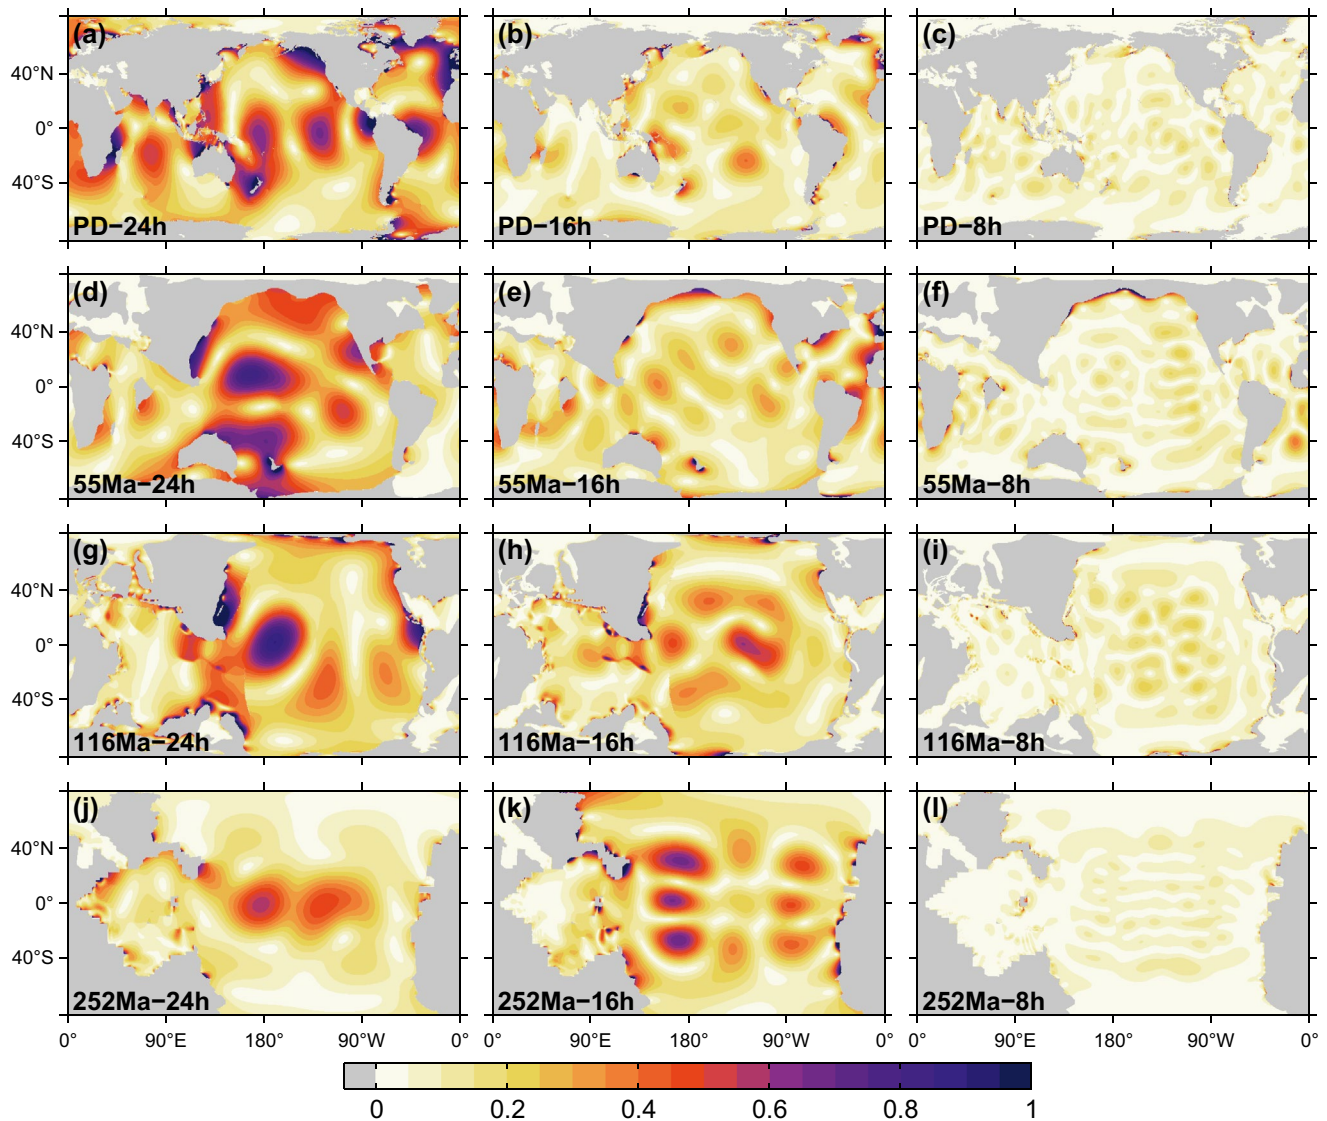 (a) (b) (c)
40°N
0°
40°S
PD−24h PD−16h PD−8h
(d) (e) (f)
40°N
0°
40°S
55Ma−24h 55Ma−16h 55Ma−8h
(g) (h) (i)
40°N
0°
40°S
116Ma−24h 116Ma−16h 116Ma−8h
(j) (k) (l)
40°N
0°
40°S
252Ma−24h 252Ma−16h 252Ma−8h
0° 90°E 180° 90°W 0° 90°E 180° 90°W 0° 90°E 180° 90°W 0°
0 0.2 0.4 0.6 0.8 1